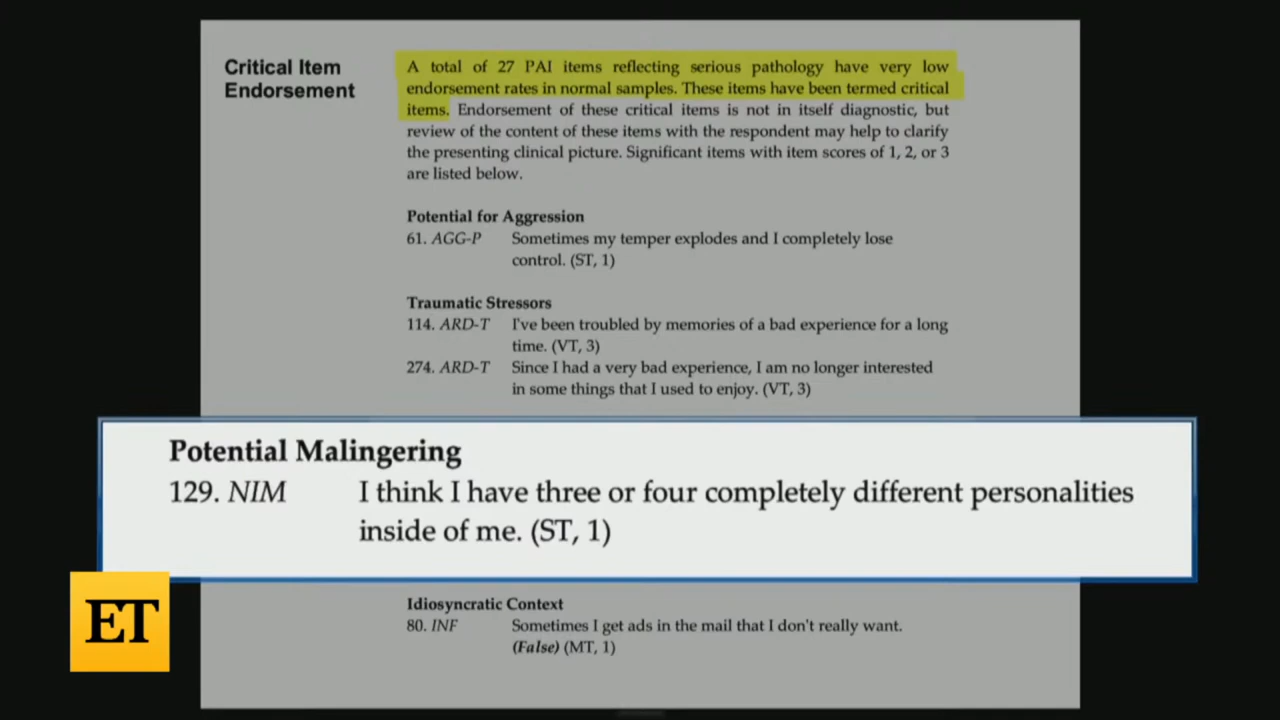 Critical Item
Endorsement
A total of 27 PAI items reflecting serious pathology have very low
endorsement rates in normal samples. These items have been termed critical
items. Endorsement of these critical items is not in itself diagnostic, but
review of the content of these items with the respondent may help to clarify
the presenting clinical picture. Significant items with item scores of 1, 2, or 3
are listed below.
Potential for Aggression
61. AGG-P Sometimes my temper explodes and I completely lose
control. (ST, 1)
Traumatic Stressors
114. ARD-T I've been troubled by memories of a bad experience for a long
time. (VT, 3)
274. ARD-T Since I had a very bad experience, I am no longer interested
in some things that I used to enjoy. (VT, 3)
Potential Malingering
129. NIM I think I have three or four completely different personalities
inside of me. (ST, 1)
ET
Idiosyncratic Context
80. INF Sometimes I get ads in the mail that I don't really want.
(False) (MT, 1)